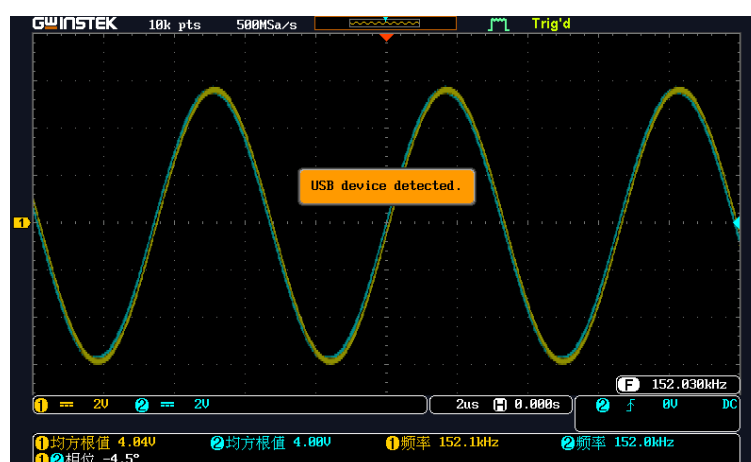 GWINSTEK 10k pts 500MSa/s Trig'd
USB device detected.
1
F 152.030kHz
1 2V 2 2V 2us H 0.000s 2 0V DC
1均方根值 4.04V 2均方根值 4.00V 1频率 152.1kHz 2频率 152.0kHz
12相位 -4.5°